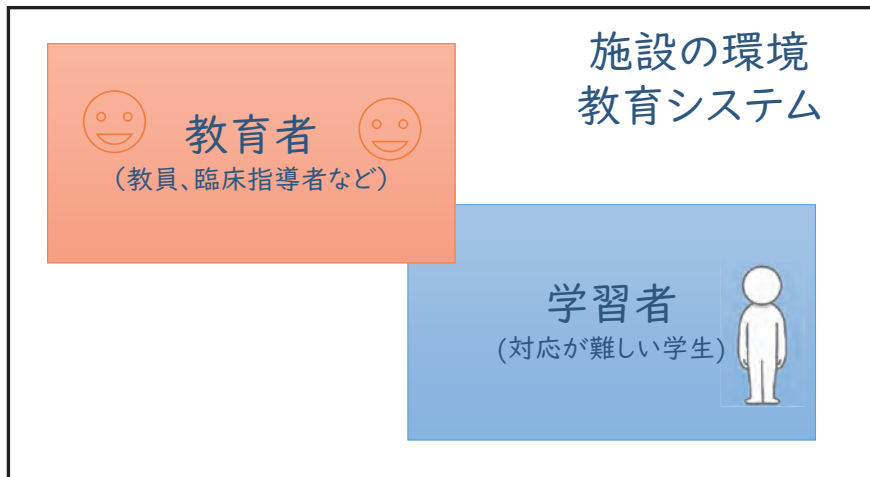 施設の環境
教育システム
教育者
(教員、臨床指導者など)
学習者
(対応が難しい学生)